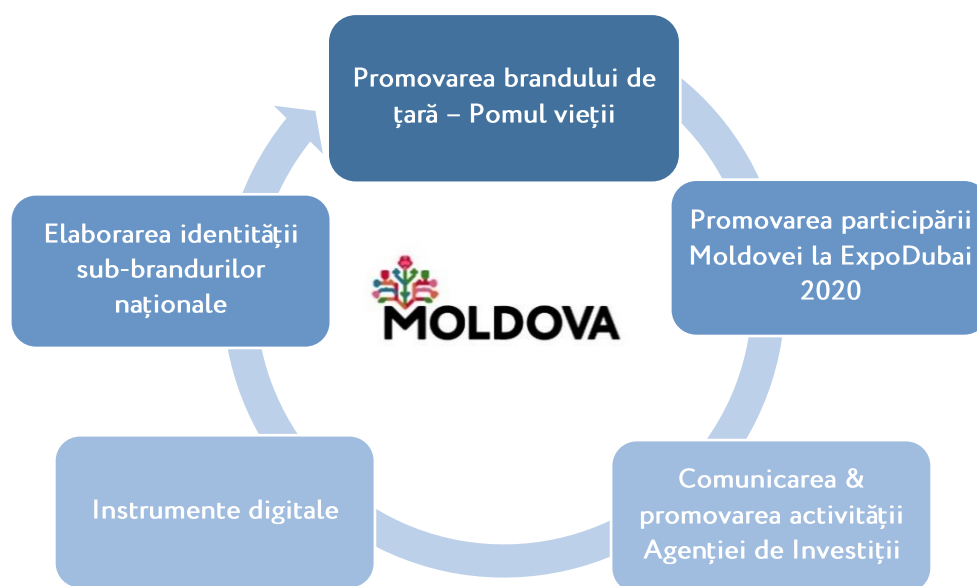 Promovarea brandului de
țară – Pomul vieții
Promovarea participării
Moldovei la ExpoDubai
2020
Comunicarea &
promovarea activității
Agenției de Investiții
Instrumente digitale
Elaborarea identității
sub-brandurilor
naționale
MOLDOVA